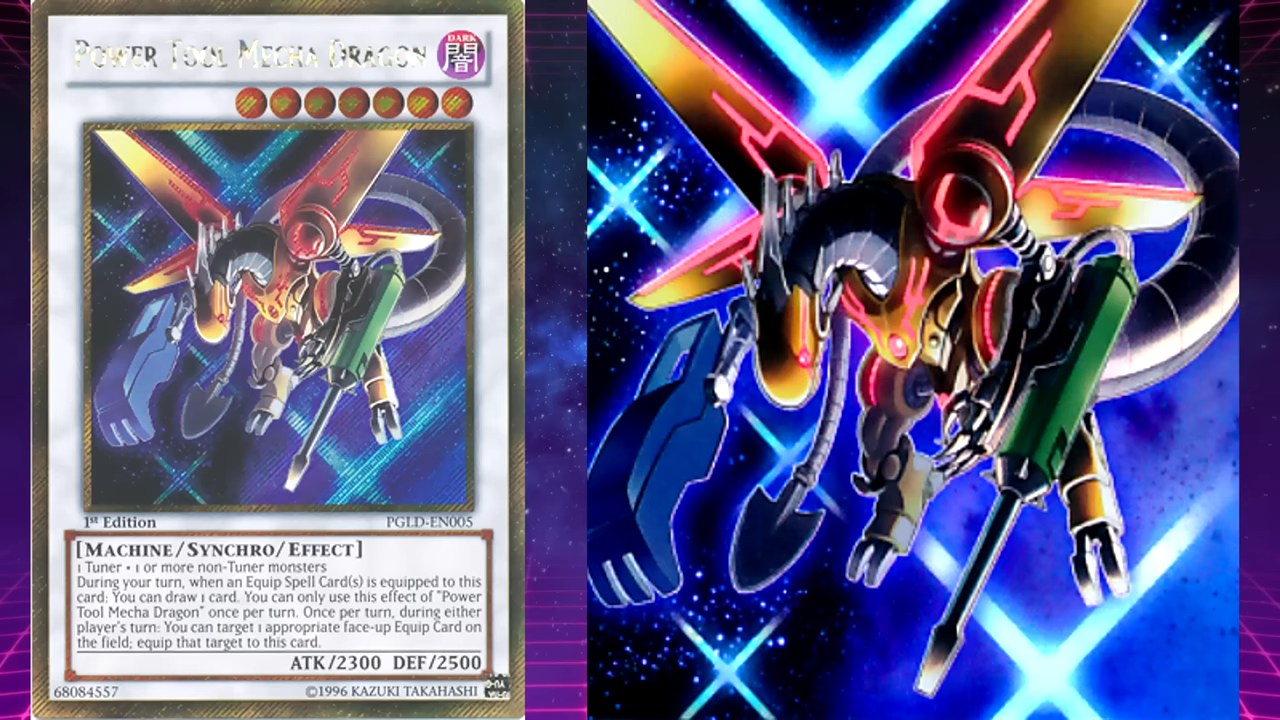 POWER TOOL MECHA DRAGON
DARK
闇
1st Edition
PGLD-EN005
[MACHINE/SYNCHRO/EFFECT]
1 Tuner + 1 or more non-Tuner monsters
During your turn, when an Equip Spell Card(s) is equipped to this
card: You can draw 1 card. You can only use this effect of "Power
Tool Mecha Dragon" once per turn. Once per turn, during either
player's turn: You can target 1 appropriate face-up Equip Card on
the field; equip that target to this card.
ATK/2300 DEF/2500
68084557
©1996 KAZUKI TAKAHASHI